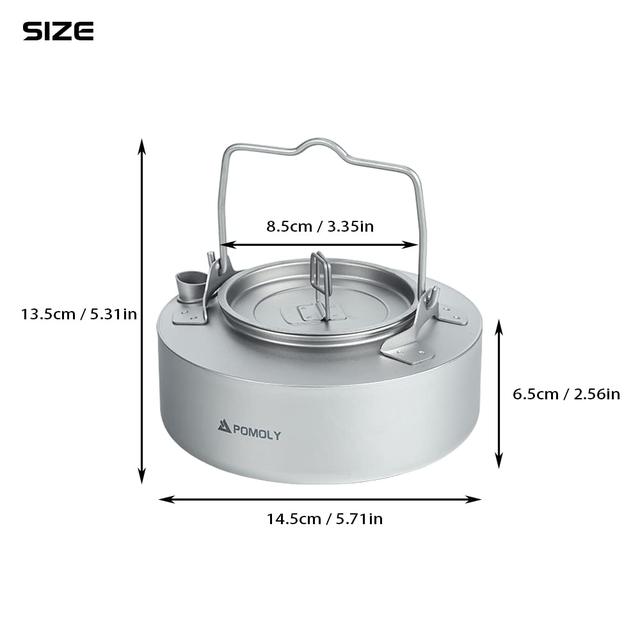 SIZE
8.5cm / 3.35in
13.5cm / 5.31in
6.5cm / 2.56in
POMOLY
14.5cm / 5.71in